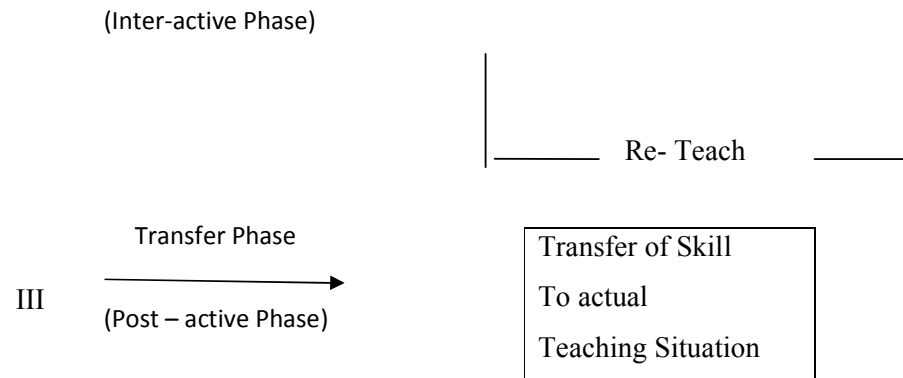 (Inter-active Phase)
Re- Teach
Transfer Phase
III
(Post – active Phase)
Transfer of Skill
To actual
Teaching Situation